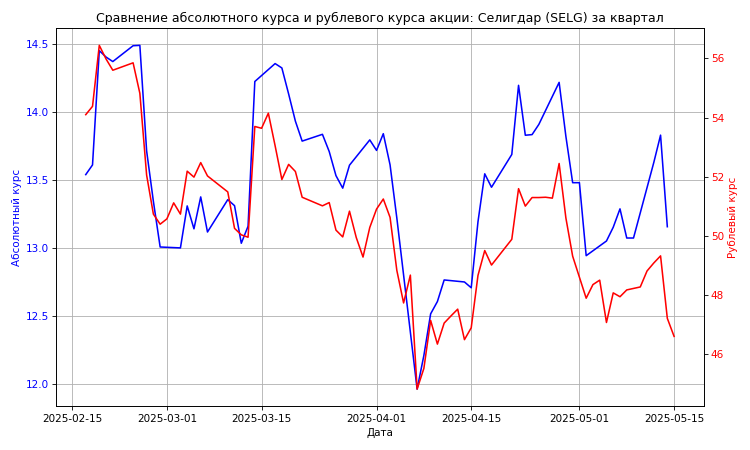 Сравнение абсолютного курса и рублевого курса акции: Селигдар (SELG) за квартал
14.5
14.0
13.5
13.0
12.5
12.0
Абсолютный курс
56
54
52
50
48
46
Рублевый курс
2025-02-15 2025-03-01 2025-03-15 2025-04-01 2025-04-15 2025-05-01 2025-05-15
Дата